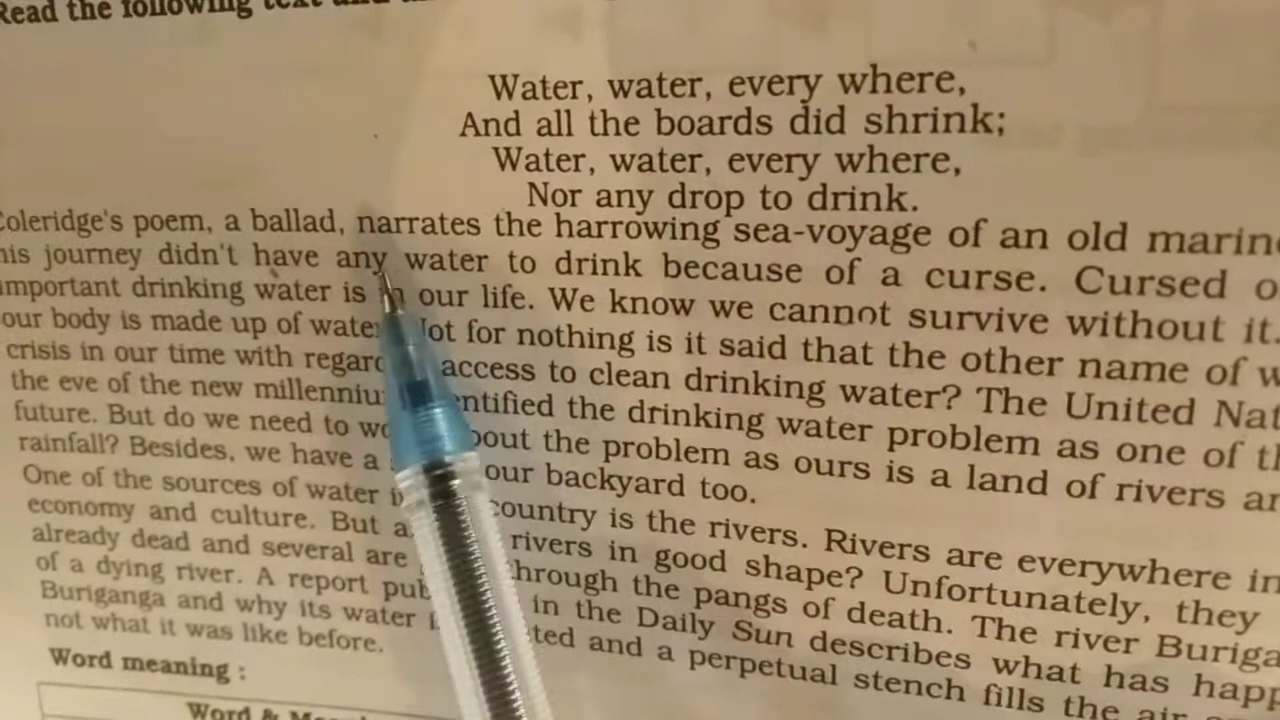 Read the following text and
Water, water, every where,
And all the boards did shrink;
Water, water, every where,
Nor any drop to drink.
Coleridge's poem, a ballad, narrates the harrowing sea-voyage of an old marin
his journey didn't have any water to drink because of a curse. Cursed o
important drinking water is in our life. We know we cannot survive without it.
our body is made up of water Not for nothing is it said that the other name of w
crisis in our time with regard access to clean drinking water? The United Nat
the eve of the new millenniu entified the drinking water problem as one of th
future. But do we need to wo bout the problem as ours is a land of rivers an
rainfall? Besides, we have a our backyard too.
One of the sources of water i country is the rivers. Rivers are everywhere in
economy and culture. But a rivers in good shape? Unfortunately, they
already dead and several are through the pangs of death. The river Buriga
of a dying river. A report pub in the Daily Sun describes what has happ
Buriganga and why its water i ted and a perpetual stench fills the air
not what it was like before.
Word meaning :
Word &